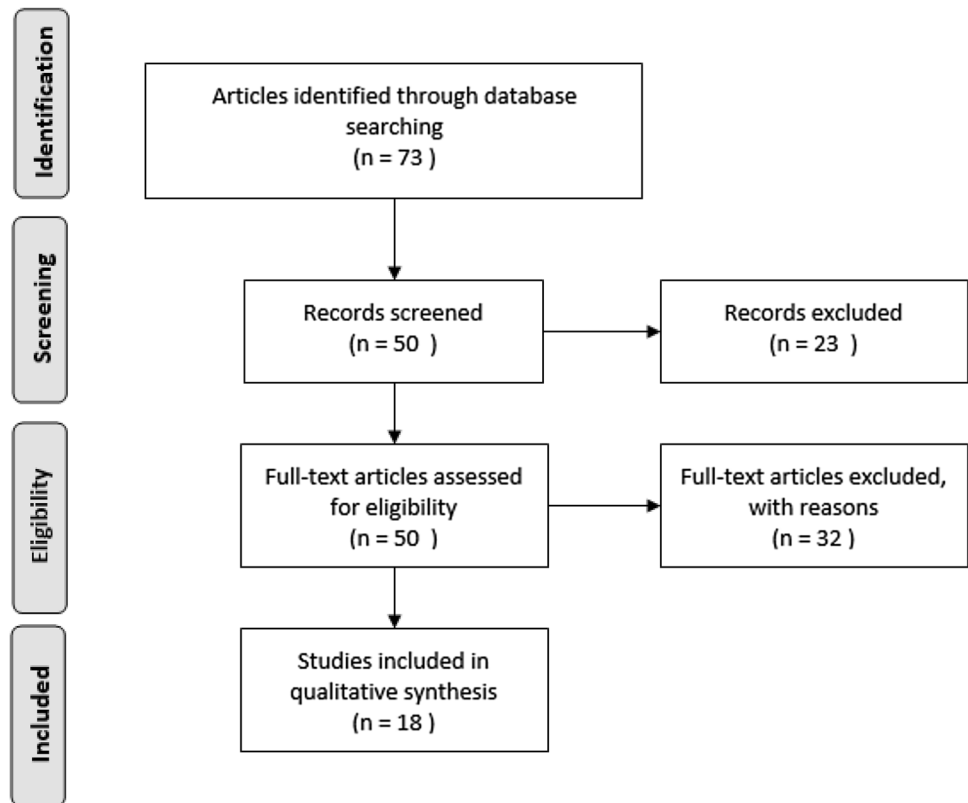 Identification
Articles identified through database
searching
(n = 73 )
Screening
Records screened
(n = 50  )
Records excluded
(n = 23  )
Eligibility
Full-text articles assessed
for eligibility
(n = 50  )
Full-text articles excluded,
with reasons
(n = 32 )
Included
Studies included in
qualitative synthesis
(n = 18 )